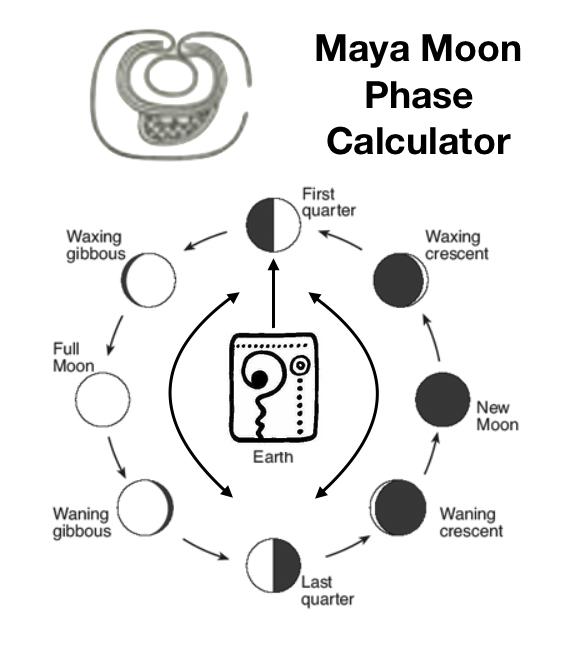 Maya Moon
Phase
Calculator
First
quarter
Waxing
gibbous
Waxing
crescent
Full
Moon
New
Moon
Earth
Waning
gibbous
Waning
crescent
Last
quarter